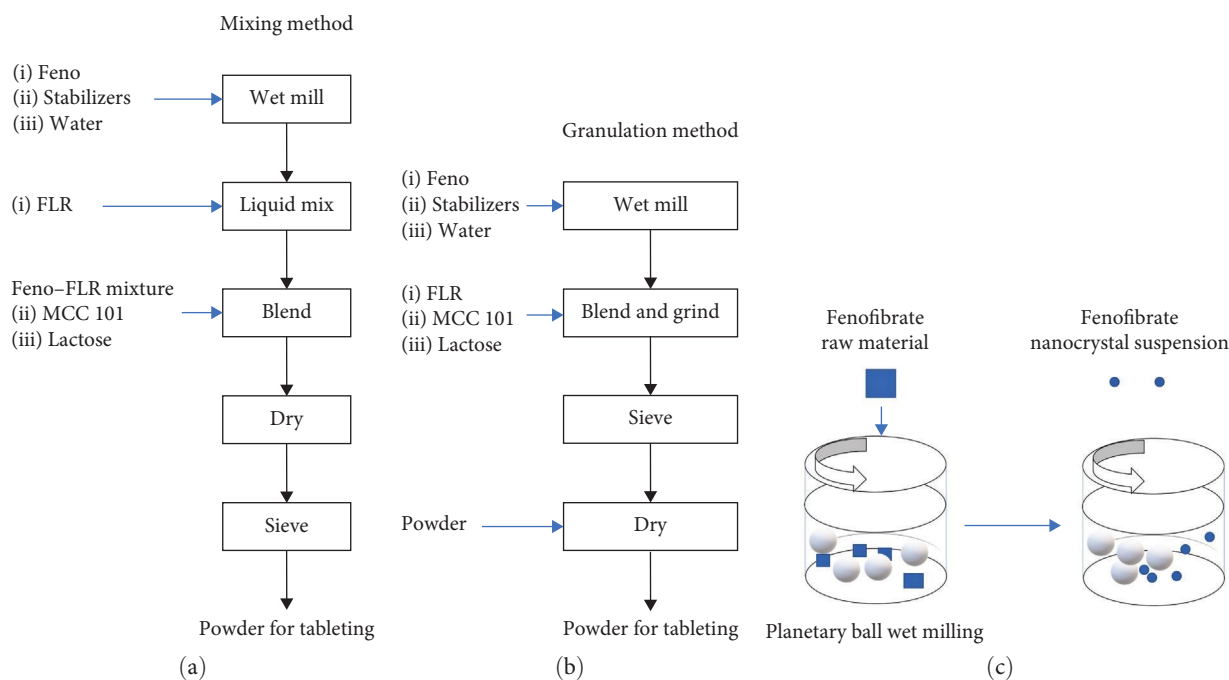 Mixing method
(i) Feno
(ii) Stabilizers
(iii) Water
Wet mill
(i) FLR
Liquid mix
Feno–FLR mixture
(ii) MCC 101
(iii) Lactose
Blend
Dry
Sieve
Powder for tableting
(a)
Granulation method
(i) Feno
(ii) Stabilizers
(iii) Water
Wet mill
(i) FLR
(ii) MCC 101
(iii) Lactose
Blend and grind
Sieve
Powder
Dry
Powder for tableting
(b)
Fenofibrate
raw material
Fenofibrate
nanocrystal suspension
Planetary ball wet milling
(c)